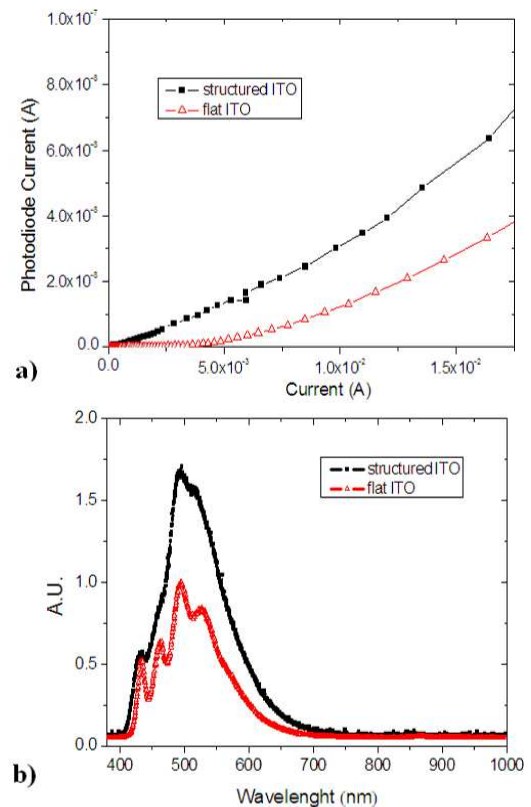 1.0x10⁻⁷
8.0x10⁻⁸
6.0x10⁻⁸
4.0x10⁻⁸
2.0x10⁻⁸
0.0
Photodiode Current (A)
structured ITO
flat ITO
0.0
5.0x10⁻³
1.0x10⁻²
1.5x10⁻²
Current (A)
a)
2.0
1.5
1.0
0.5
0.0
A.U.
structured ITO
flat ITO
400 500 600 700 800 900 1000
Wavelenght (nm)
b)